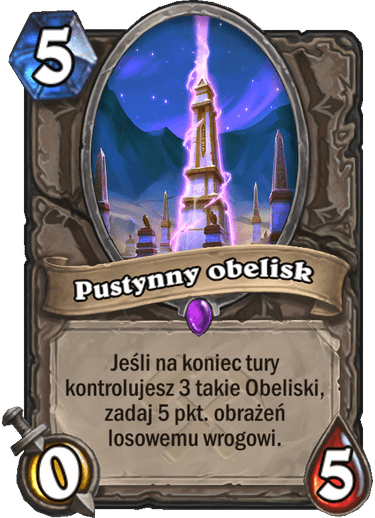 5
Pustynny obelisk
Jeśli na koniec tury
kontrolujesz 3 takie Obeliski,
zadaj 5 pkt. obrażeń
losowemu wrogowi.
0
5